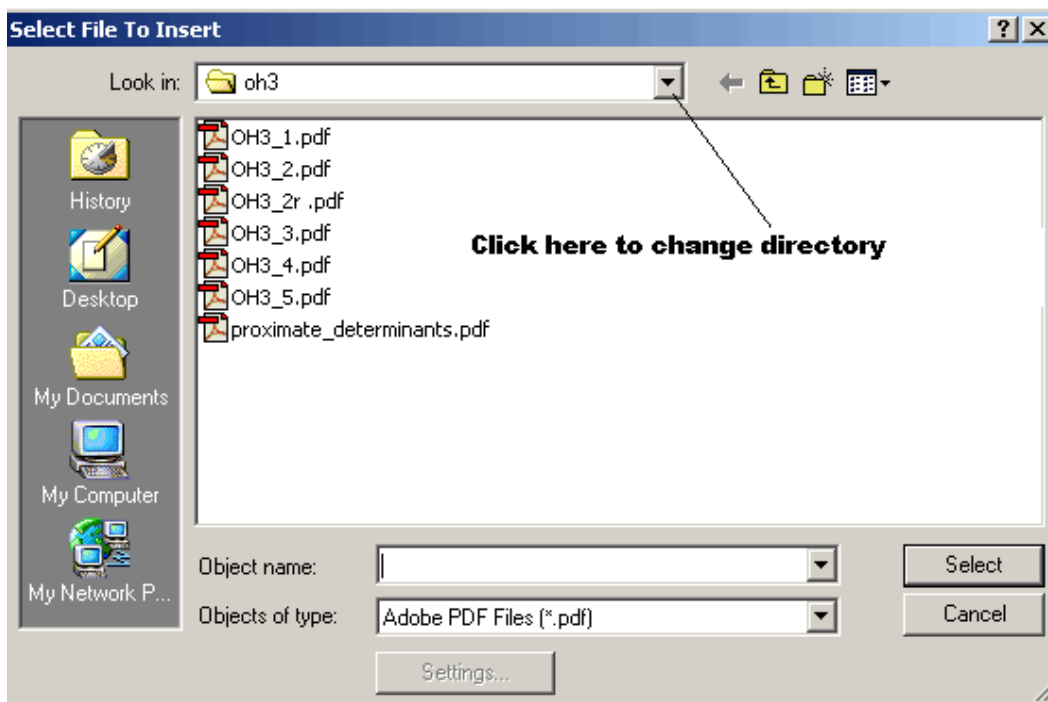 Select File To Insert
Look in: oh3
OH3_1.pdf
OH3_2.pdf
OH3_2r .pdf
OH3_3.pdf
OH3_4.pdf
OH3_5.pdf
proximate_determinants.pdf
Click here to change directory
History
Desktop
My Documents
My Computer
My Network P...
Object name:
Select
Objects of type: Adobe PDF Files (*.pdf)
Cancel
Settings...